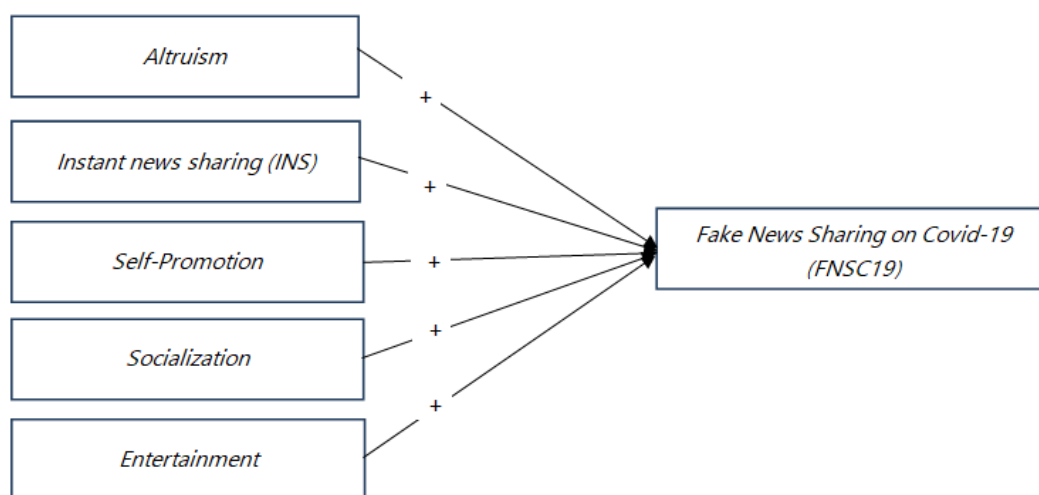 Altruism
+
Instant news sharing (INS)
+
Self-Promotion
+
Fake News Sharing on Covid-19
(FNSC19)
Socialization
+
Entertainment
+